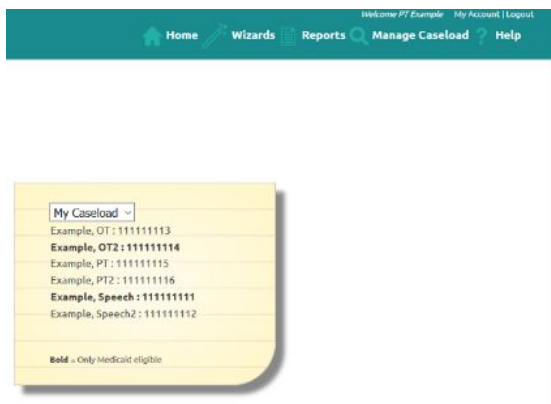 Welcome PT Example My Account | Logout
Home Wizards Reports Manage Caseload ? Help
My Caseload
Example, OT : 111111113
Example, OT2 : 111111114
Example, PT : 111111115
Example, PT2 : 111111116
Example, Speech : 111111111
Example, Speech2 : 111111112
Bold = Only Medicaid eligible